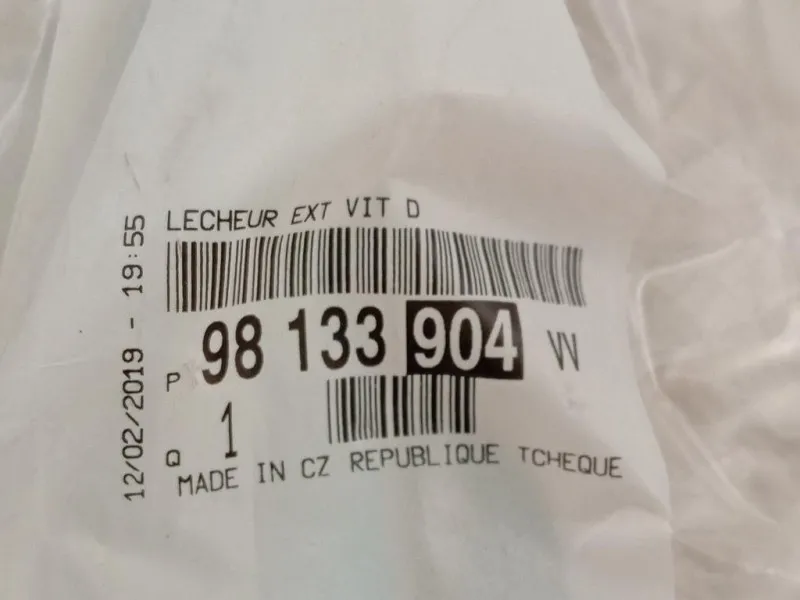 LECHEUR EXT VIT D
P 98 133 904 VV
Q 1
MADE IN CZ REPUBLIQUE TCHEQUE
12/02/2019 - 19:55